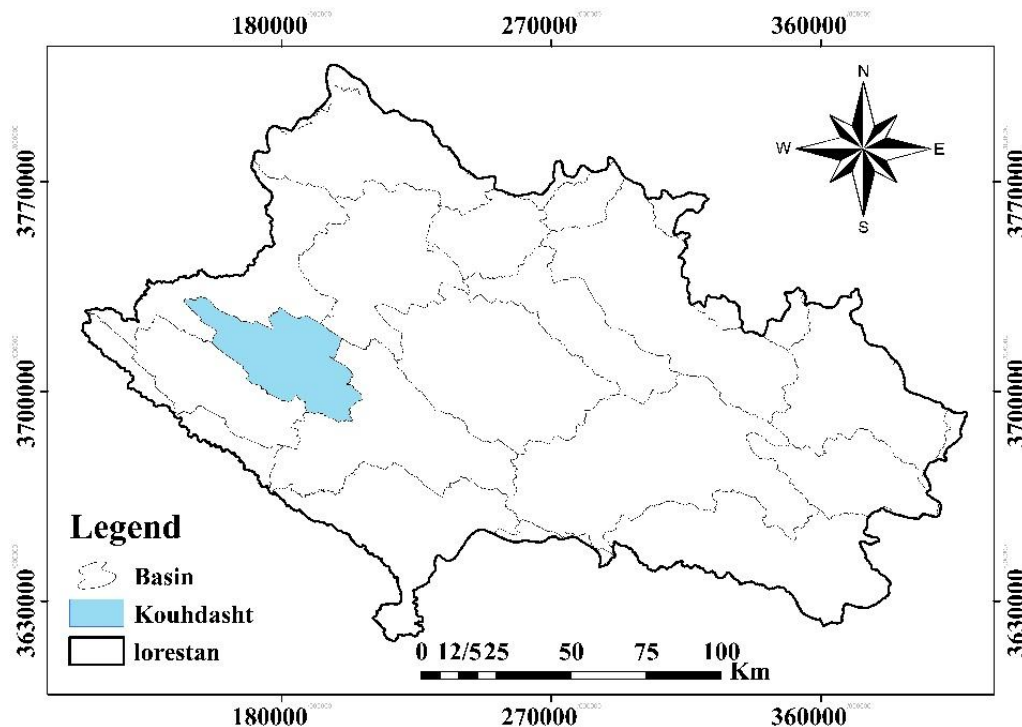 180000 270000 360000
N
W E
S
3770000 3770000
3700000 3700000
3630000 3630000
Legend
Basin
Kouhdasht
lorestan
0 12/5 25 50 75 100
Km
180000 270000 360000